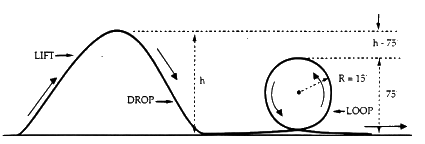 h - 75
LIFT
h
R = 15'
DROP
75'
LOOP